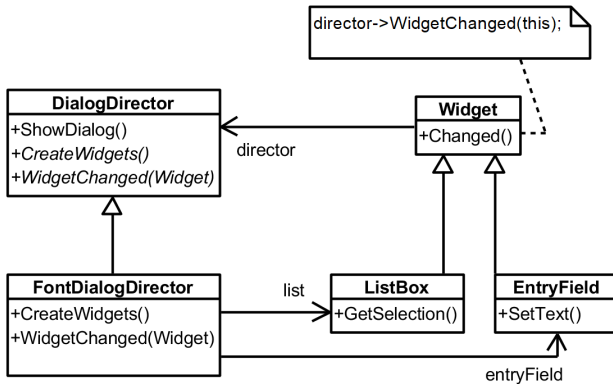 director->WidgetChanged(this);
DialogDirector
+ShowDialog()
+CreateWidgets()
+WidgetChanged(Widget)
Widget
+Changed()
director
FontDialogDirector
+CreateWidgets()
+WidgetChanged(Widget)
list
ListBox
+GetSelection()
EntryField
+SetText()
entryField